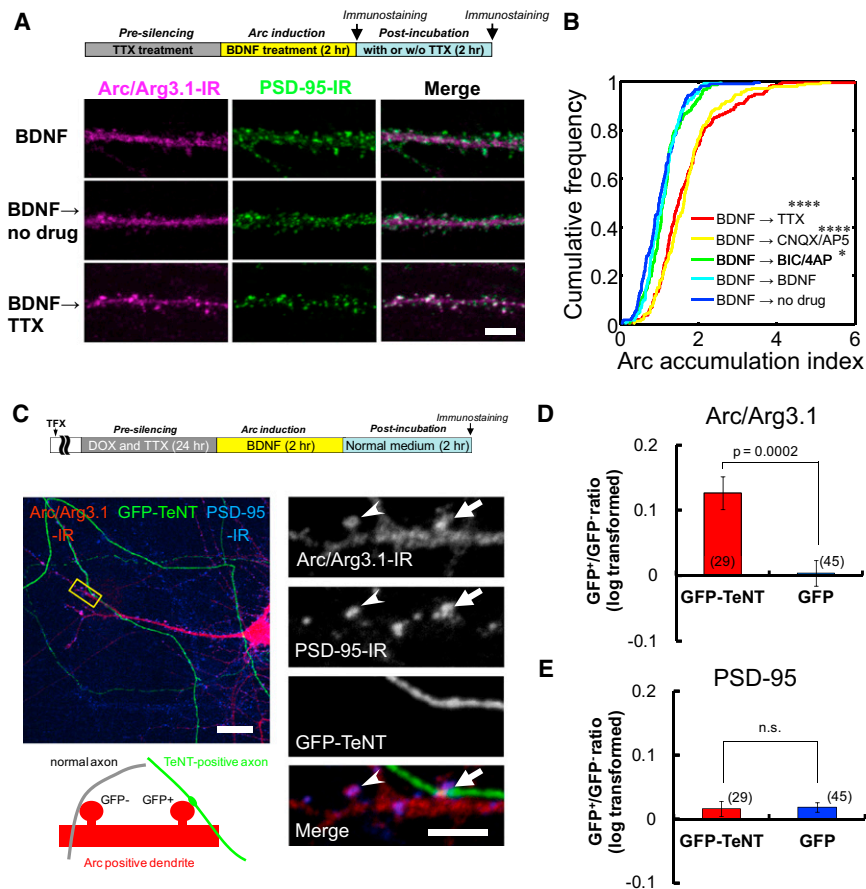 A
Immunostaining
Immunostaining
Pre-silencing
Arc induction
Post-incubation
TTX treatment
BDNF treatment (2 hr)
with or w/o TTX (2 hr)
Arc/Arg3.1-IR
PSD-95-IR
Merge
BDNF
BDNF→
no drug
BDNF→
TTX
B
Cumulative frequency
1
0.8
0.6
0.4
0.2
0
0
2
4
6
Arc accumulation index
****
BDNF → TTX
****
BDNF → CNQX/AP5
*
BDNF → BIC/4AP
BDNF → BDNF
BDNF → no drug
C
TFX
Pre-silencing
Arc induction
Post-incubation
Immunostaining
DOX and TTX (24 hr)
BDNF (2 hr)
Normal medium (2 hr)
Arc/Arg3.1
-IR
GFP-TeNT
PSD-95
-IR
Arc/Arg3.1-IR
PSD-95-IR
GFP-TeNT
Merge
normal axon
TeNT-positive axon
GFP-
GFP+
Arc positive dendrite
D
Arc/Arg3.1
GFP+/GFP- ratio
(log transformed)
0.2
0.1
0
-0.1
p = 0.0002
(29)
(45)
GFP-TeNT
GFP
E
PSD-95
GFP+/GFP- ratio
(log transformed)
0.2
0.1
0
-0.1
n.s.
(29)
(45)
GFP-TeNT
GFP